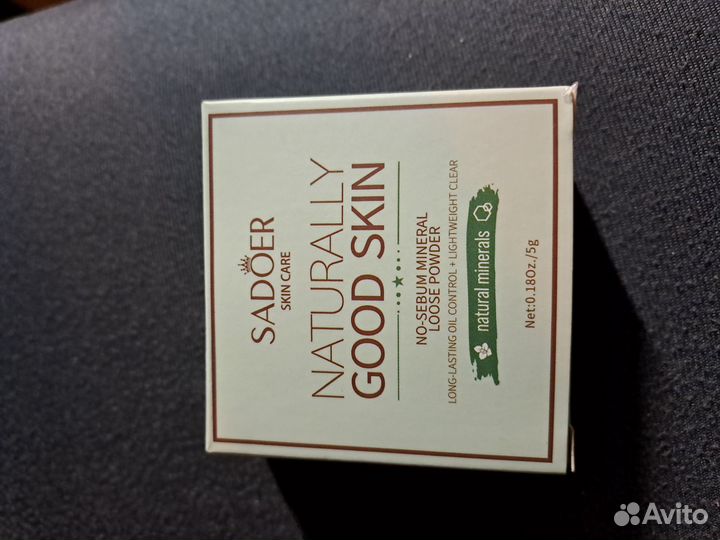 SADOER
SKIN CARE
NATURALLY
GOOD SKIN
NO-SEBUM MINERAL
LOOSE POWDER
LONG-LASTING OIL CONTROL + LIGHTWEIGHT CLEAR
natural minerals
Net:0.18Oz./5g
Avito